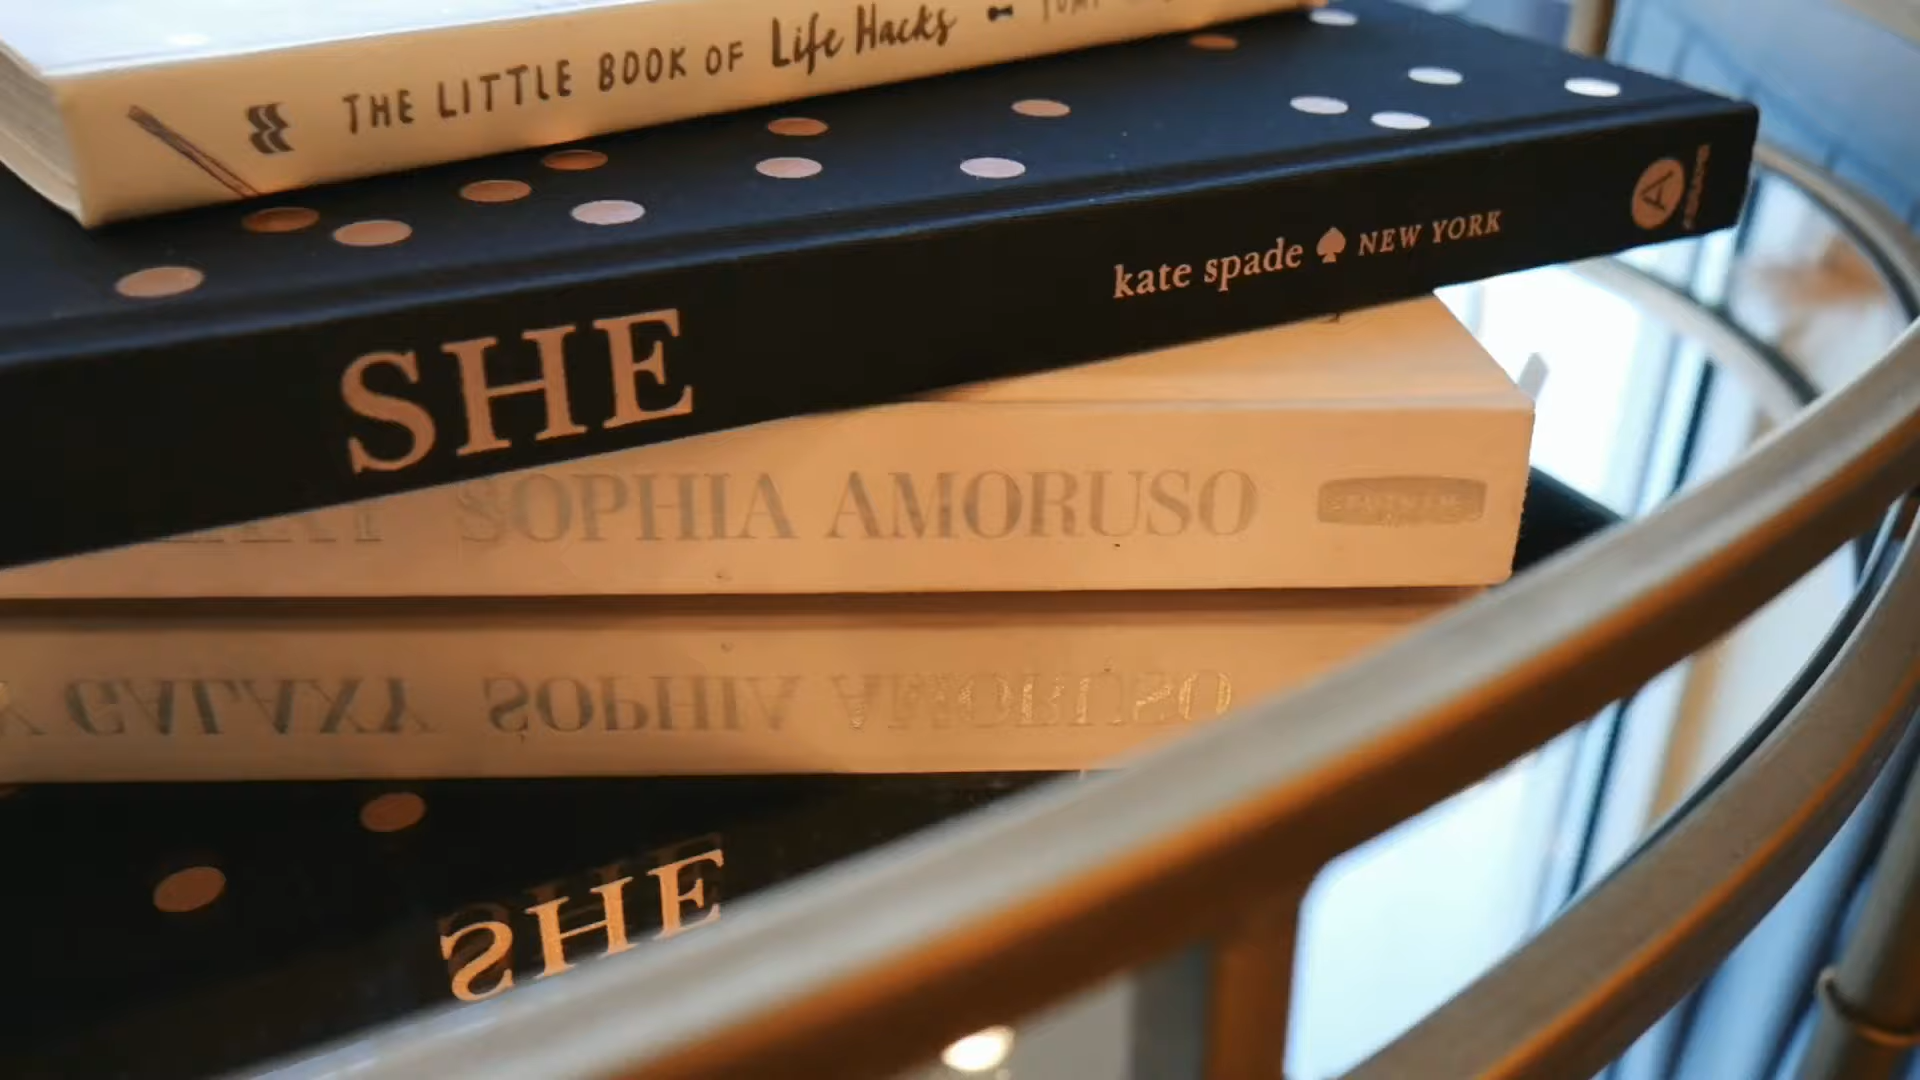 THE LITTLE BOOK OF Life Hacks
SHE kate spade NEW YORK
A
SOPHIA AMORUSO
GALAXY SOPHIA AMORUSO
SHE